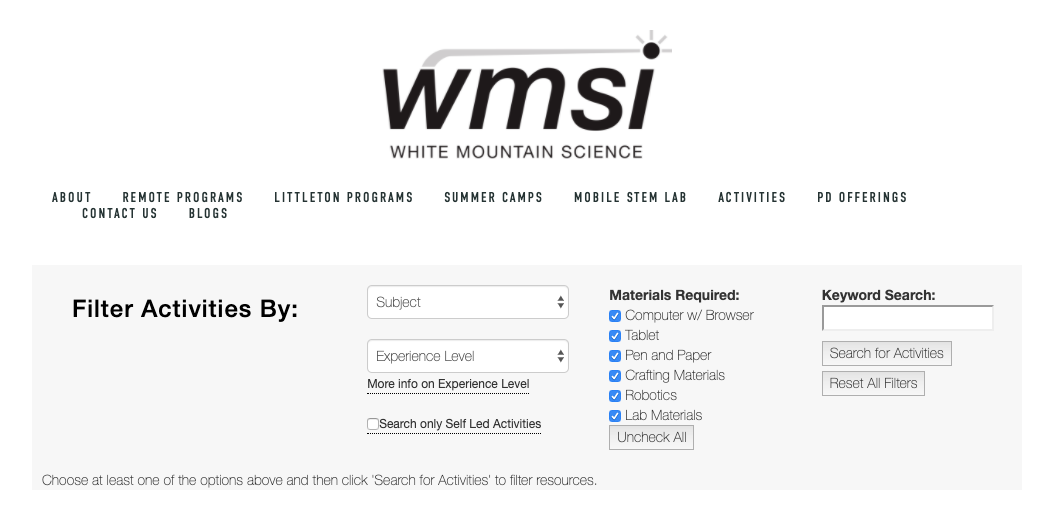 wmsi
WHITE MOUNTAIN SCIENCE
ABOUT REMOTE PROGRAMS LITTLETON PROGRAMS SUMMER CAMPS MOBILE STEM LAB ACTIVITIES PD OFFERINGS
CONTACT US BLOGS
Filter Activities By:
Subject
Experience Level
More info on Experience Level
Search only Self Led Activities
Materials Required:
Computer w/ Browser
Tablet
Pen and Paper
Crafting Materials
Robotics
Lab Materials
Uncheck All
Keyword Search:
Search for Activities
Reset All Filters
Choose at least one of the options above and then click 'Search for Activities' to filter resources.